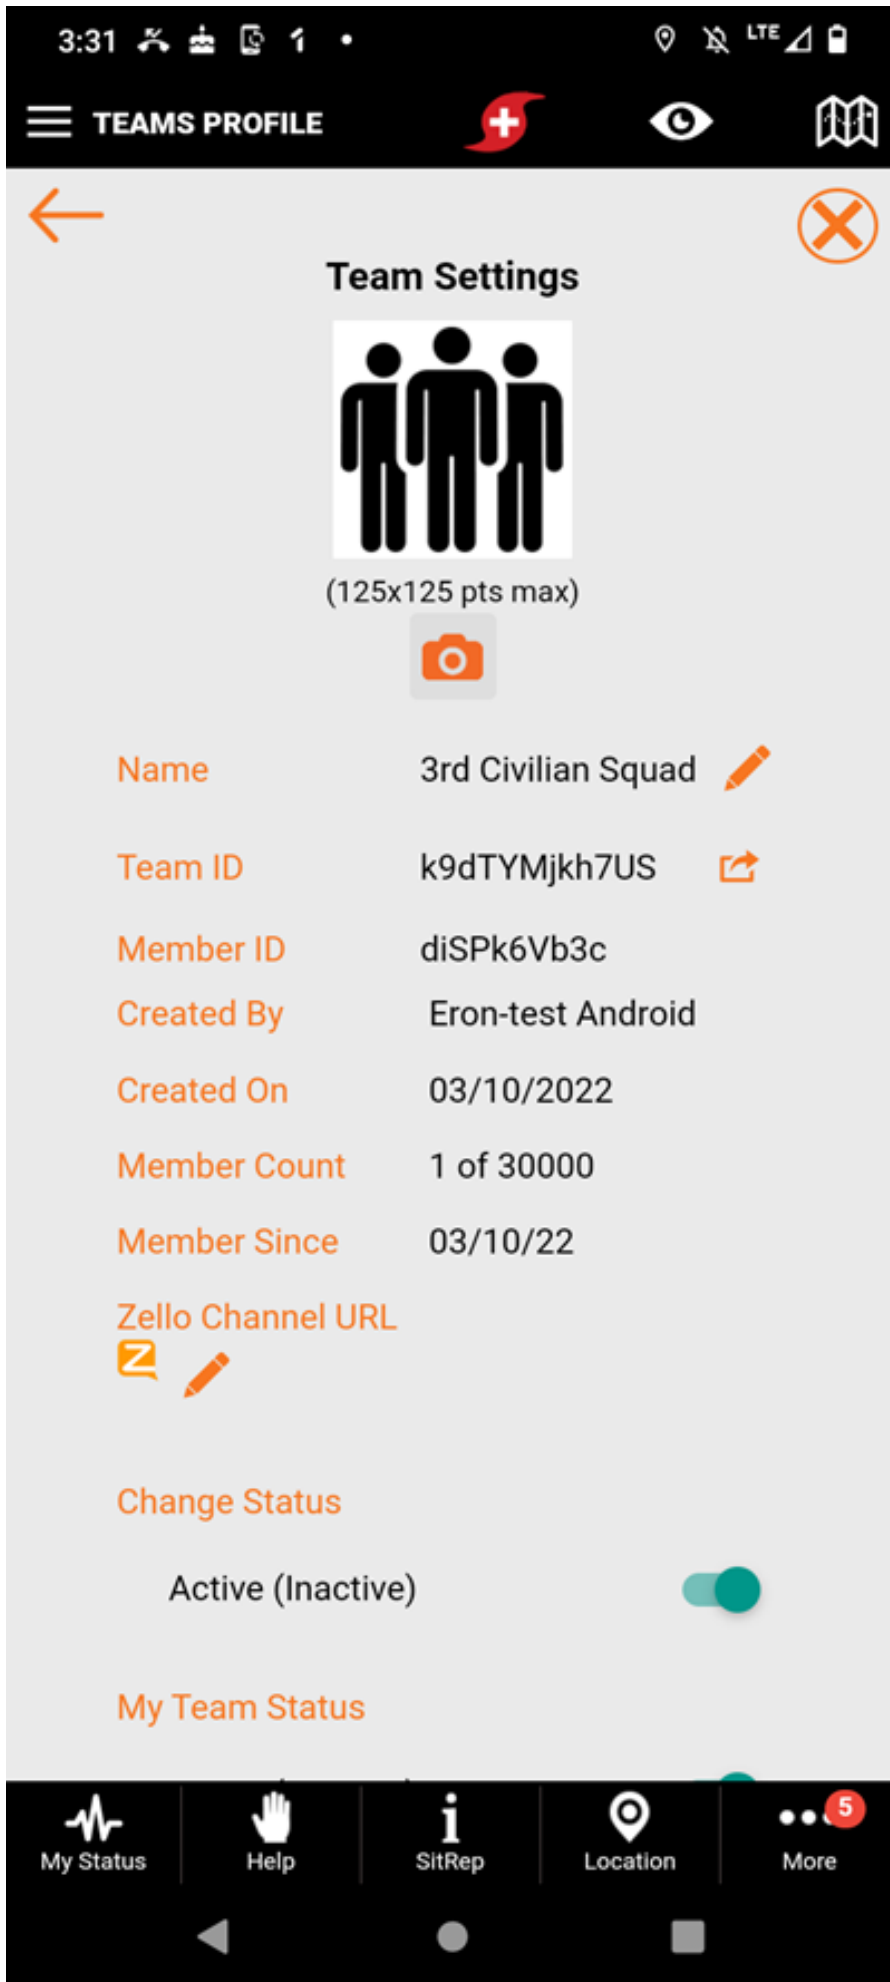 3:31 LTE
TEAMS PROFILE
Team Settings
(125x125 pts max)
Name 3rd Civilian Squad
Team ID k9dTYMjkh7US
Member ID diSPk6Vb3c
Created By Eron-test Android
Created On 03/10/2022
Member Count 1 of 30000
Member Since 03/10/22
Zello Channel URL
Z
Change Status
Active (Inactive)
My Team Status
5
My Status Help SitRep Location More